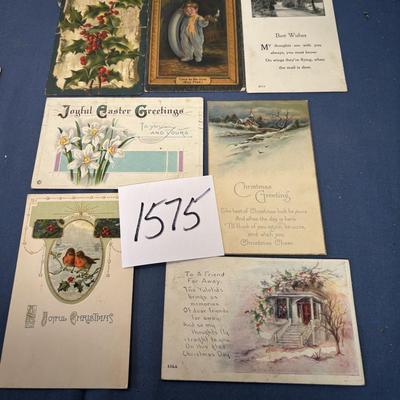 Best Wishes
MY thoughts are with you
always, you must know
On wings they're flying, when
the mail is slow.
Joyful Easter Greetings
To you
AND YOURS
Christmas
Greeting
The best of Christmas luck be yours
And after the day is here
I'll think of you again, be sure,
and wish you
Christmas Cheer
1575
A
JOYFUL CHRISTMAS
To A Friend
Far Away.
The Yuletide
brings us
memories
Of dear friends
far away;
And so my
thoughts fly
straight to you
On this glad
Christmas Day.